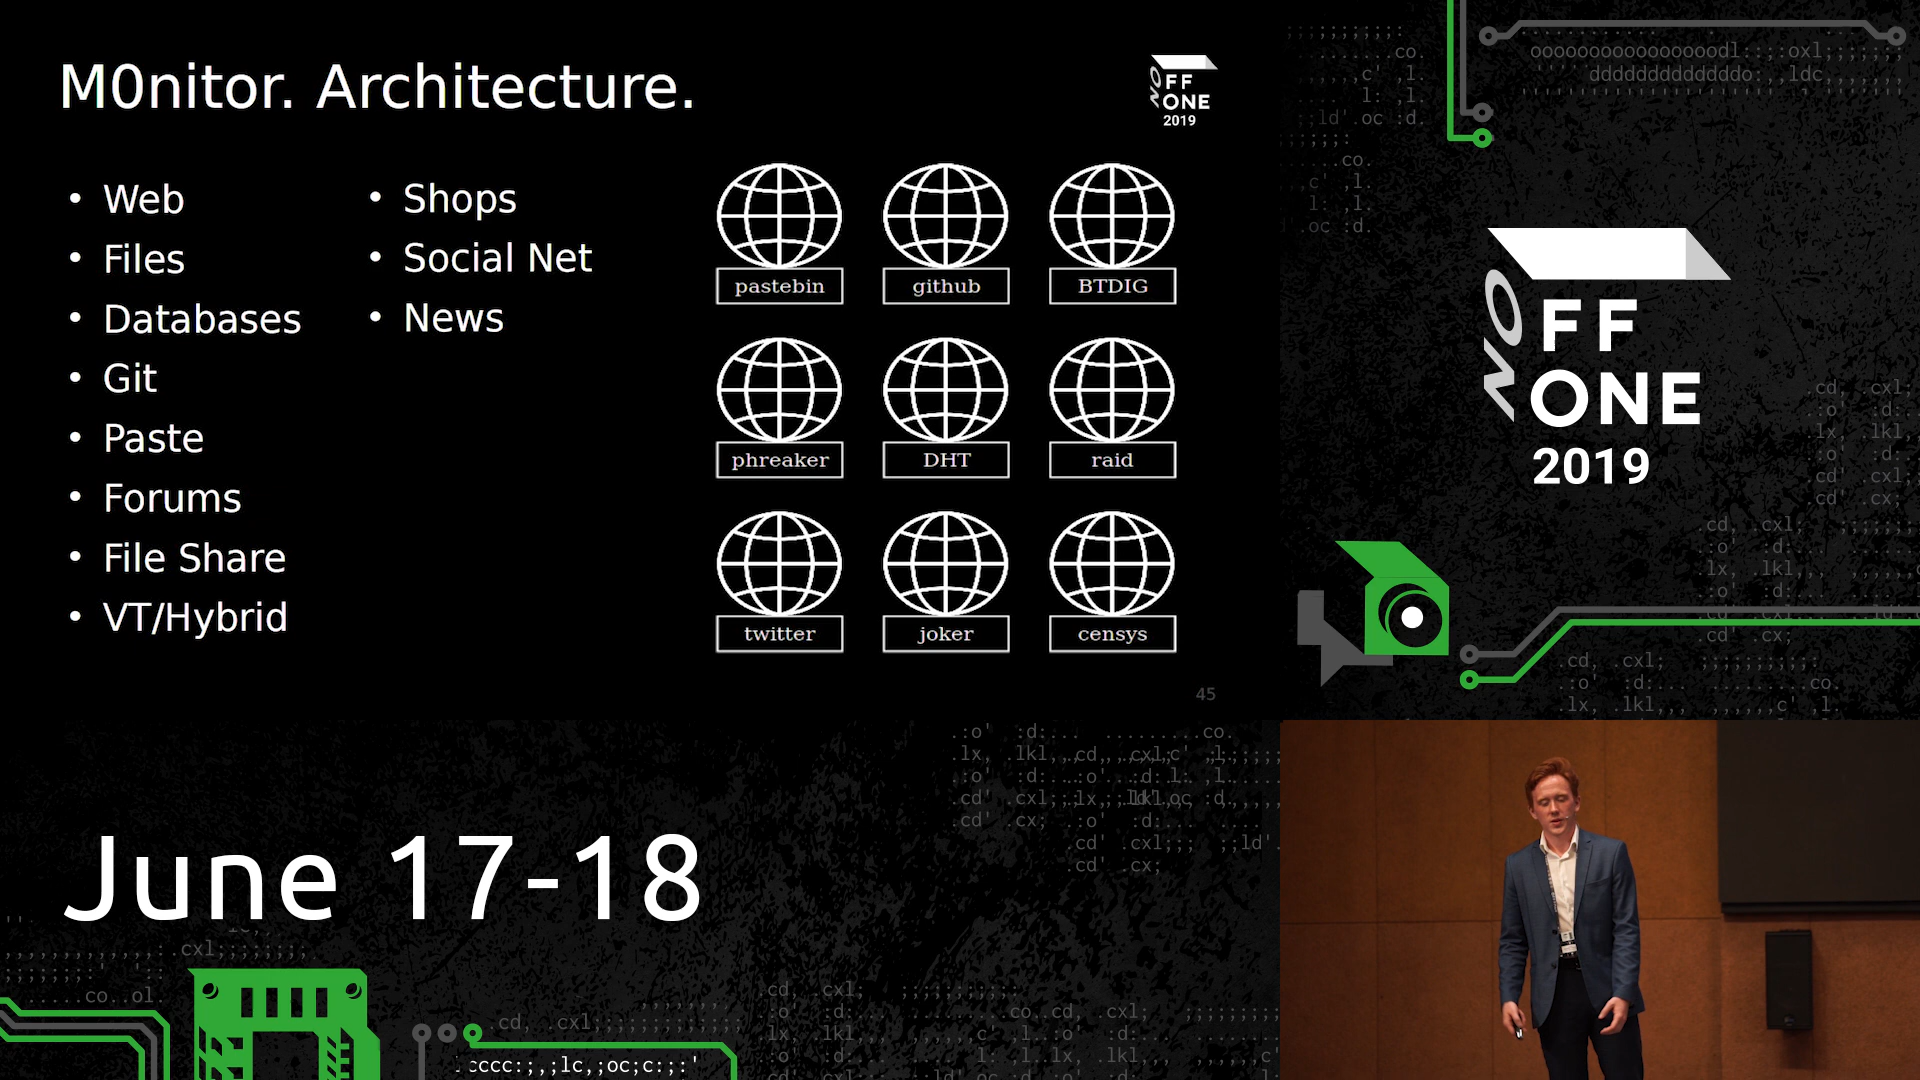 M0nitor. Architecture.
OFF
ZONE
2019
• Web
• Files
• Databases
• Git
• Paste
• Forums
• File Share
• VT/Hybrid
• Shops
• Social Net
• News
pastebin
github
BTDIG
phreaker
DHT
raid
twitter
joker
censys
45
OFF
ZONE
2019
June 17-18